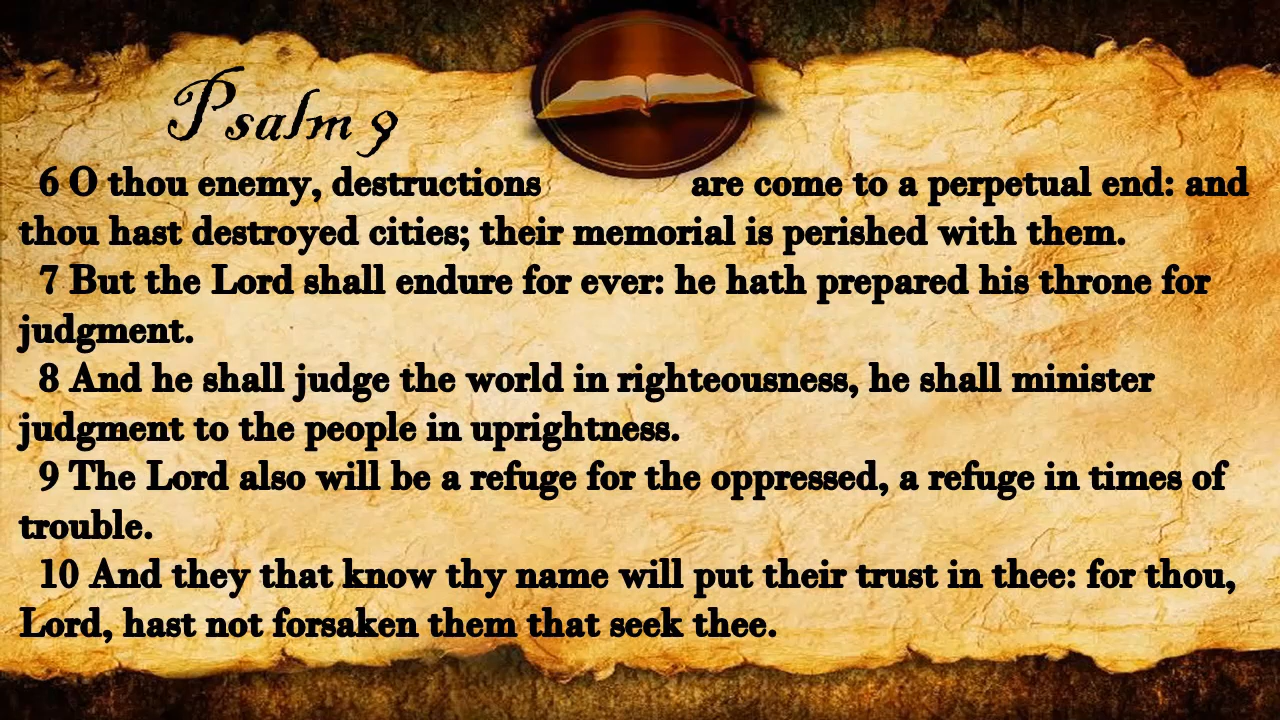 Psalm 9
6 O thou enemy, destructions are come to a perpetual end: and
thou hast destroyed cities; their memorial is perished with them.
7 But the Lord shall endure for ever: he hath prepared his throne for
judgment.
8 And he shall judge the world in righteousness, he shall minister
judgment to the people in uprightness.
9 The Lord also will be a refuge for the oppressed, a refuge in times of
trouble.
10 And they that know thy name will put their trust in thee: for thou,
Lord, hast not forsaken them that seek thee.